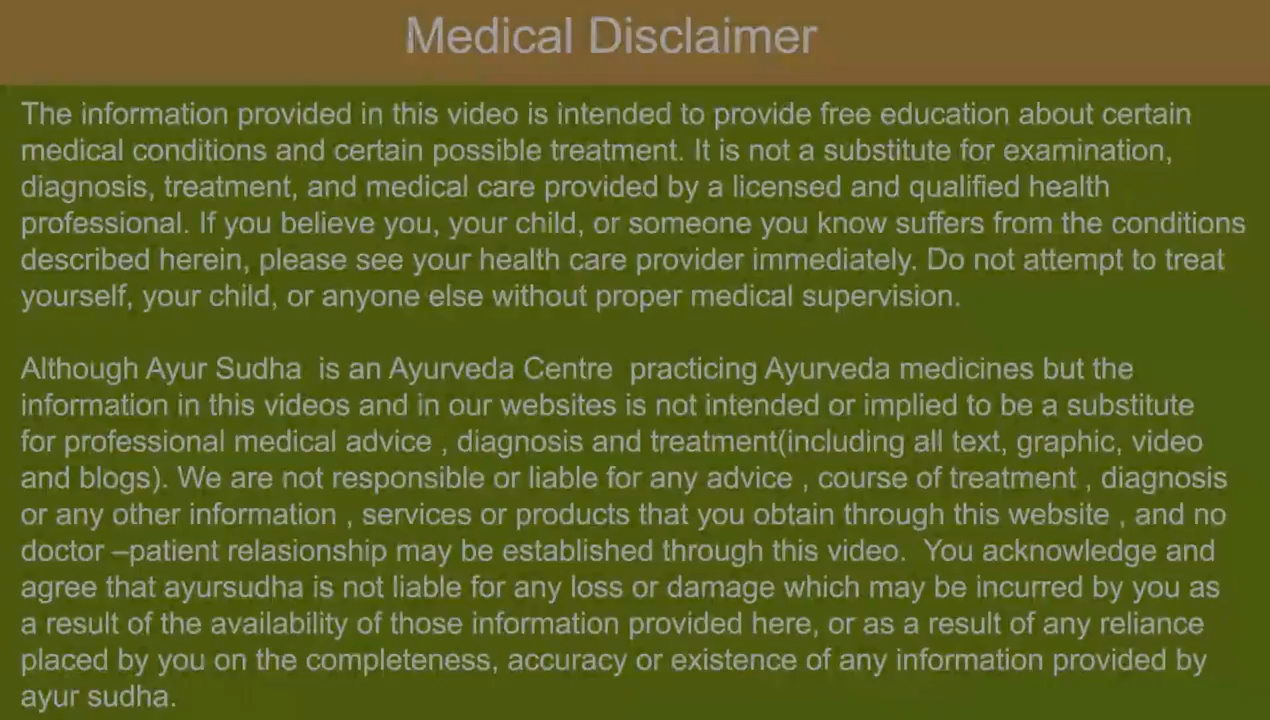 Medical Disclaimer
The information provided in this video is intended to provide free education about certain
medical conditions and certain possible treatment. It is not a substitute for examination,
diagnosis, treatment, and medical care provided by a licensed and qualified health
professional. If you believe you, your child, or someone you know suffers from the conditions
described herein, please see your health care provider immediately. Do not attempt to treat
yourself, your child, or anyone else without proper medical supervision.
Although Ayur Sudha  is an Ayurveda Centre  practicing Ayurveda medicines but the
information in this videos and in our websites is not intended or implied to be a substitute
for professional medical advice , diagnosis and treatment(including all text, graphic, video
and blogs). We are not responsible or liable for any advice , course of treatment , diagnosis
or any other information , services or products that you obtain through this website , and no
doctor –patient relasionship may be established through this video.  You acknowledge and
agree that ayursudha is not liable for any loss or damage which may be incurred by you as
a result of the availability of those information provided here, or as a result of any reliance
placed by you on the completeness, accuracy or existence of any information provided by
ayur sudha.